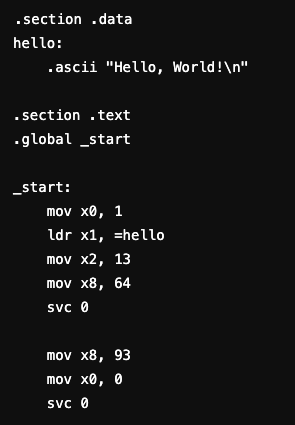 .section .data
hello:
    .ascii "Hello, World!\n"

.section .text
.global _start

_start:
    mov x0, 1
    ldr x1, =hello
    mov x2, 13
    mov x8, 64
    svc 0

    mov x8, 93
    mov x0, 0
    svc 0